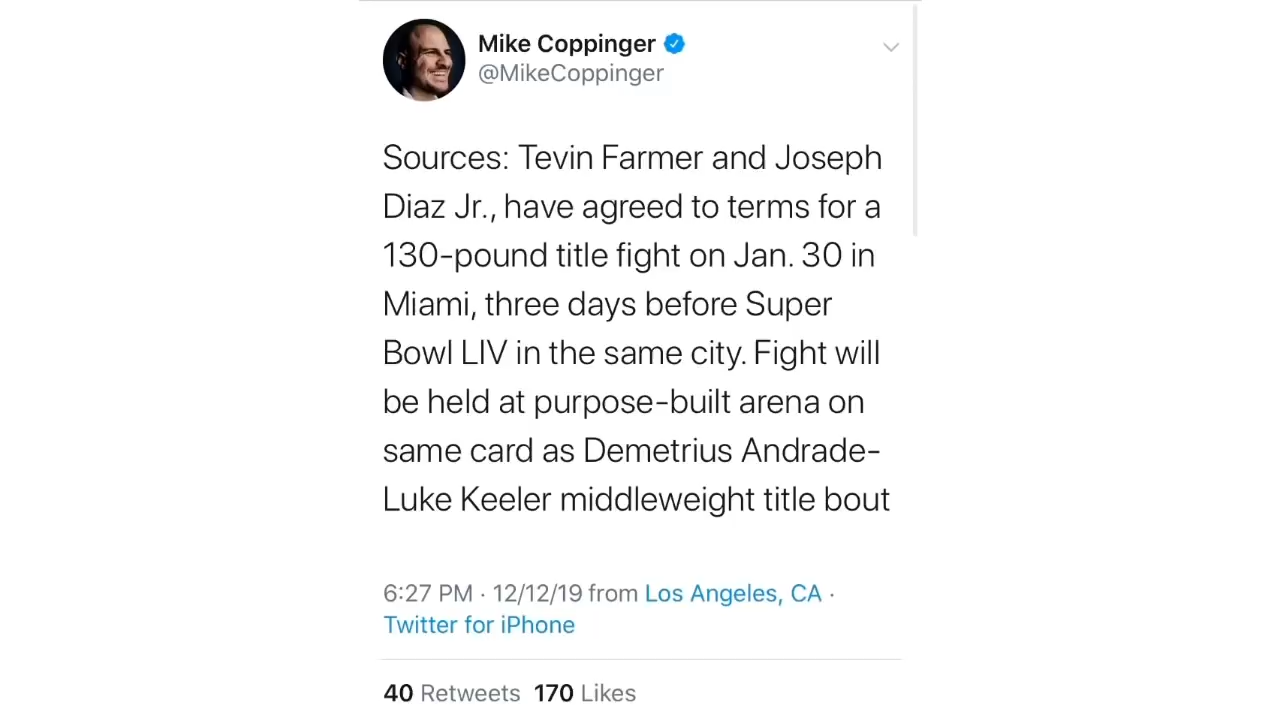 Mike Coppinger
@MikeCoppinger
Sources: Tevin Farmer and Joseph
Diaz Jr., have agreed to terms for a
130-pound title fight on Jan. 30 in
Miami, three days before Super
Bowl LIV in the same city. Fight will
be held at purpose-built arena on
same card as Demetrius Andrade-
Luke Keeler middleweight title bout
6:27 PM · 12/12/19 from Los Angeles, CA ·
Twitter for iPhone
40 Retweets 170 Likes